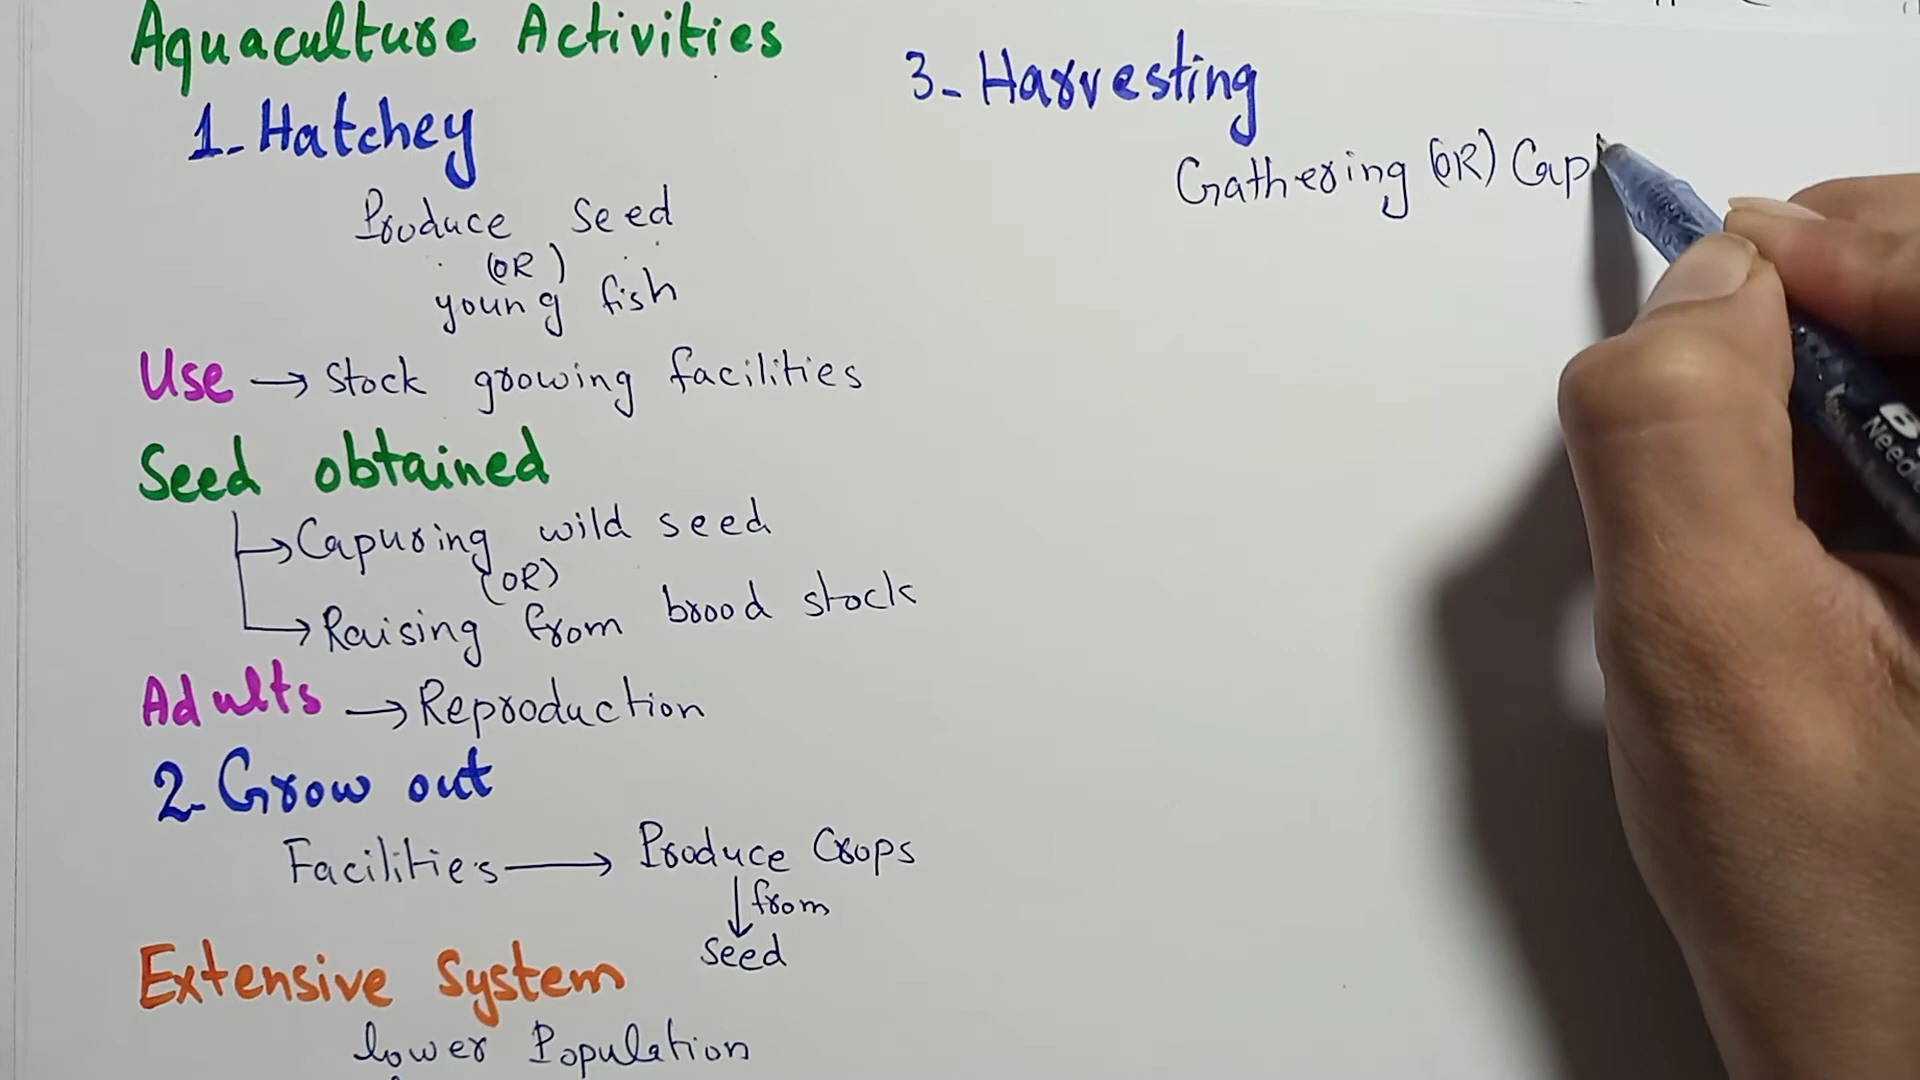 Aquaculture Activities
1- Hatchey
Produce Seed
(OR)
young fish
Use → Stock growing facilities
Seed obtained
→ Capuring wild seed
(OR)
→ Raising from brood stock
Adults → Reproduction
2- Grow out
Facilities → Produce Crops
↓ from
Seed
Extensive System
lower Population
3- Harvesting
Gathering (OR) Cap
Needle